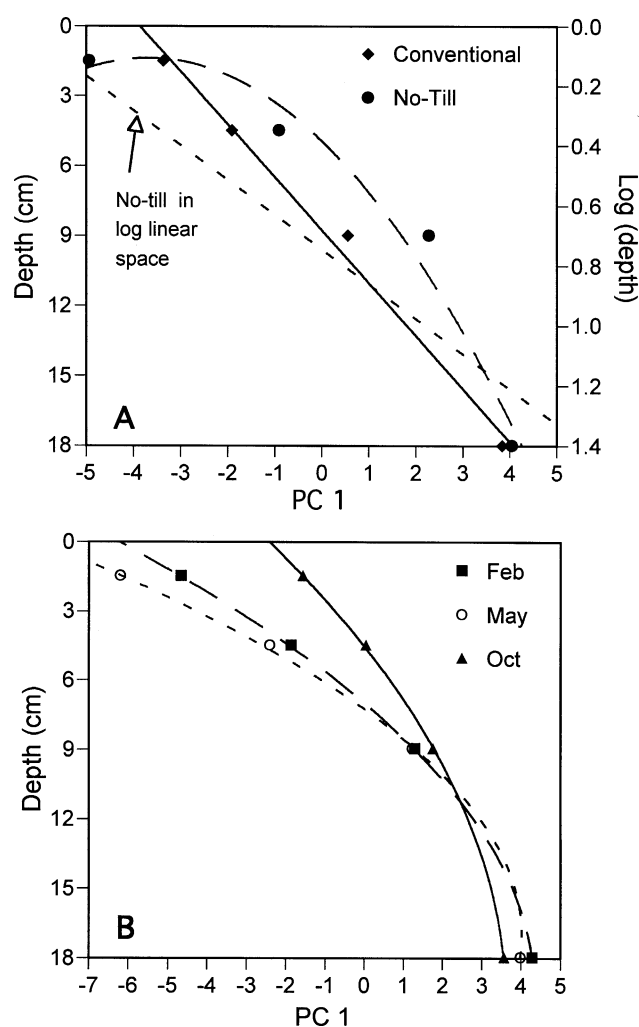 0
3
6
9
12
15
18
Depth (cm)
◆ Conventional
● No-Till
No-till in
log linear
space
A
0.0
0.2
0.4
0.6
0.8
1.0
1.2
1.4
Log (depth)
-5 -4 -3 -2 -1 0 1 2 3 4 5
PC 1
0
3
6
9
12
15
18
Depth (cm)
■ Feb
○ May
▲ Oct
B
-7 -6 -5 -4 -3 -2 -1 0 1 2 3 4 5
PC 1